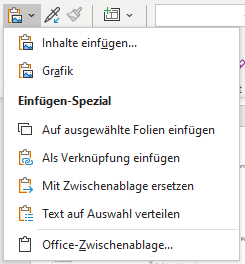 Inhalte einfügen...
Grafik
Einfügen-Spezial
Auf ausgewählte Folien einfügen
Als Verknüpfung einfügen
Mit Zwischenablage ersetzen
Text auf Auswahl verteilen
Office-Zwischenablage...